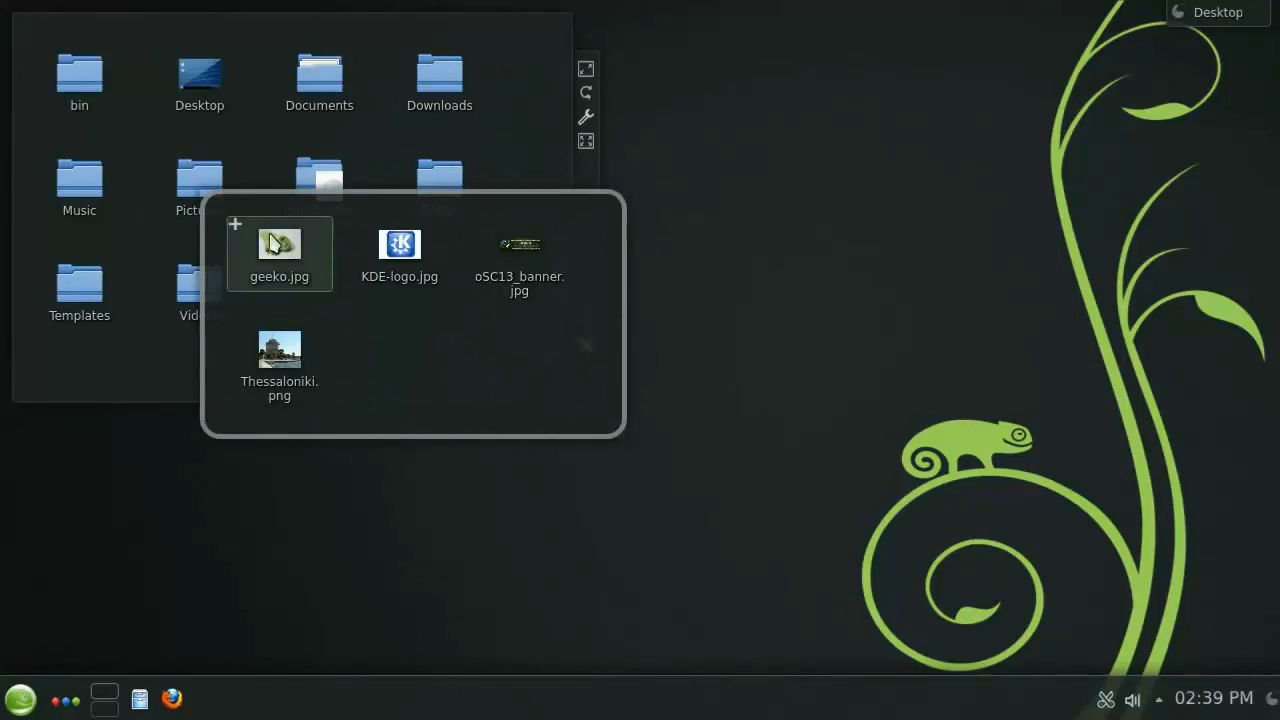 Desktop
bin
Desktop
Documents
Downloads
Music
geeko.jpg
KDE-logo.jpg
oSC13_banner.
jpg
Templates
Thessaloniki.
png
02:39 PM